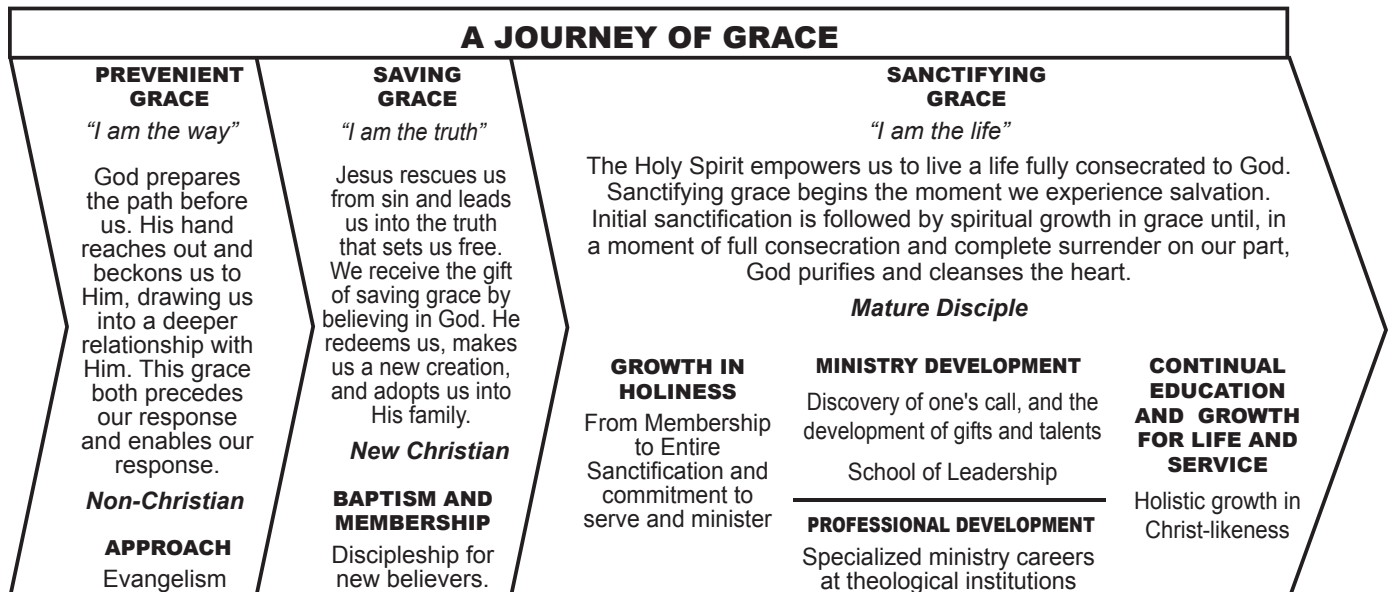 A JOURNEY OF GRACE
PREVENIENT
GRACE
“I am the way”
God prepares
the path before
us. His hand
reaches out and
beckons us to
Him, drawing us
into a deeper
relationship with
Him. This grace
both precedes
our response
and enables our
response.
Non-Christian
APPROACH
Evangelism
SAVING
GRACE
“I am the truth”
Jesus rescues us
from sin and leads
us into the truth
that sets us free.
We receive the gift
of saving grace by
believing in God. He
redeems us, makes
us a new creation,
and adopts us into
His family.
New Christian
BAPTISM AND
MEMBERSHIP
Discipleship for
new believers.
SANCTIFYING
GRACE
“I am the life”
The Holy Spirit empowers us to live a life fully consecrated to God.
Sanctifying grace begins the moment we experience salvation.
Initial sanctification is followed by spiritual growth in grace until, in
a moment of full consecration and complete surrender on our part,
God purifies and cleanses the heart.
Mature Disciple
GROWTH IN
HOLINESS
From Membership
to Entire
Sanctification and
commitment to
serve and minister
MINISTRY DEVELOPMENT
Discovery of one's call, and the
development of gifts and talents
School of Leadership
PROFESSIONAL DEVELOPMENT
Specialized ministry careers
at theological institutions
CONTINUAL
EDUCATION
AND GROWTH
FOR LIFE AND
SERVICE
Holistic growth in
Christ-likeness